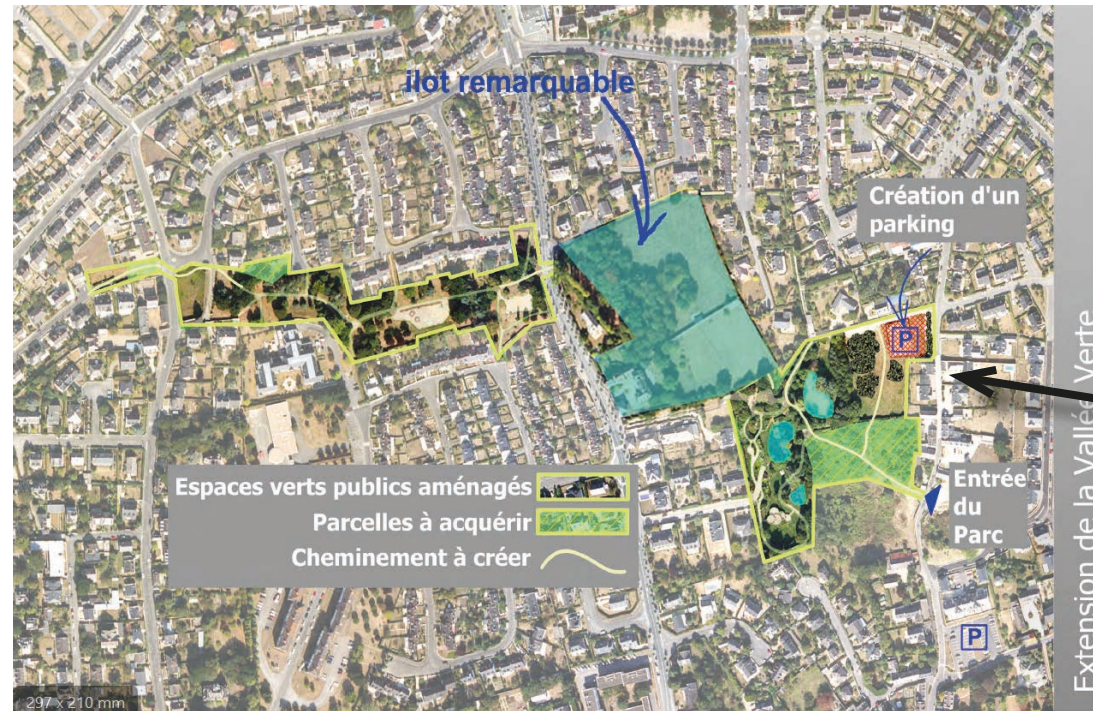 ilot remarquable
Création d'un
parking
P
Espaces verts publics aménagés
Parcelles à acquérir
Cheminement à créer
Entrée
du
Parc
P
297 x 210 mm
Extension de la Vallée Verte